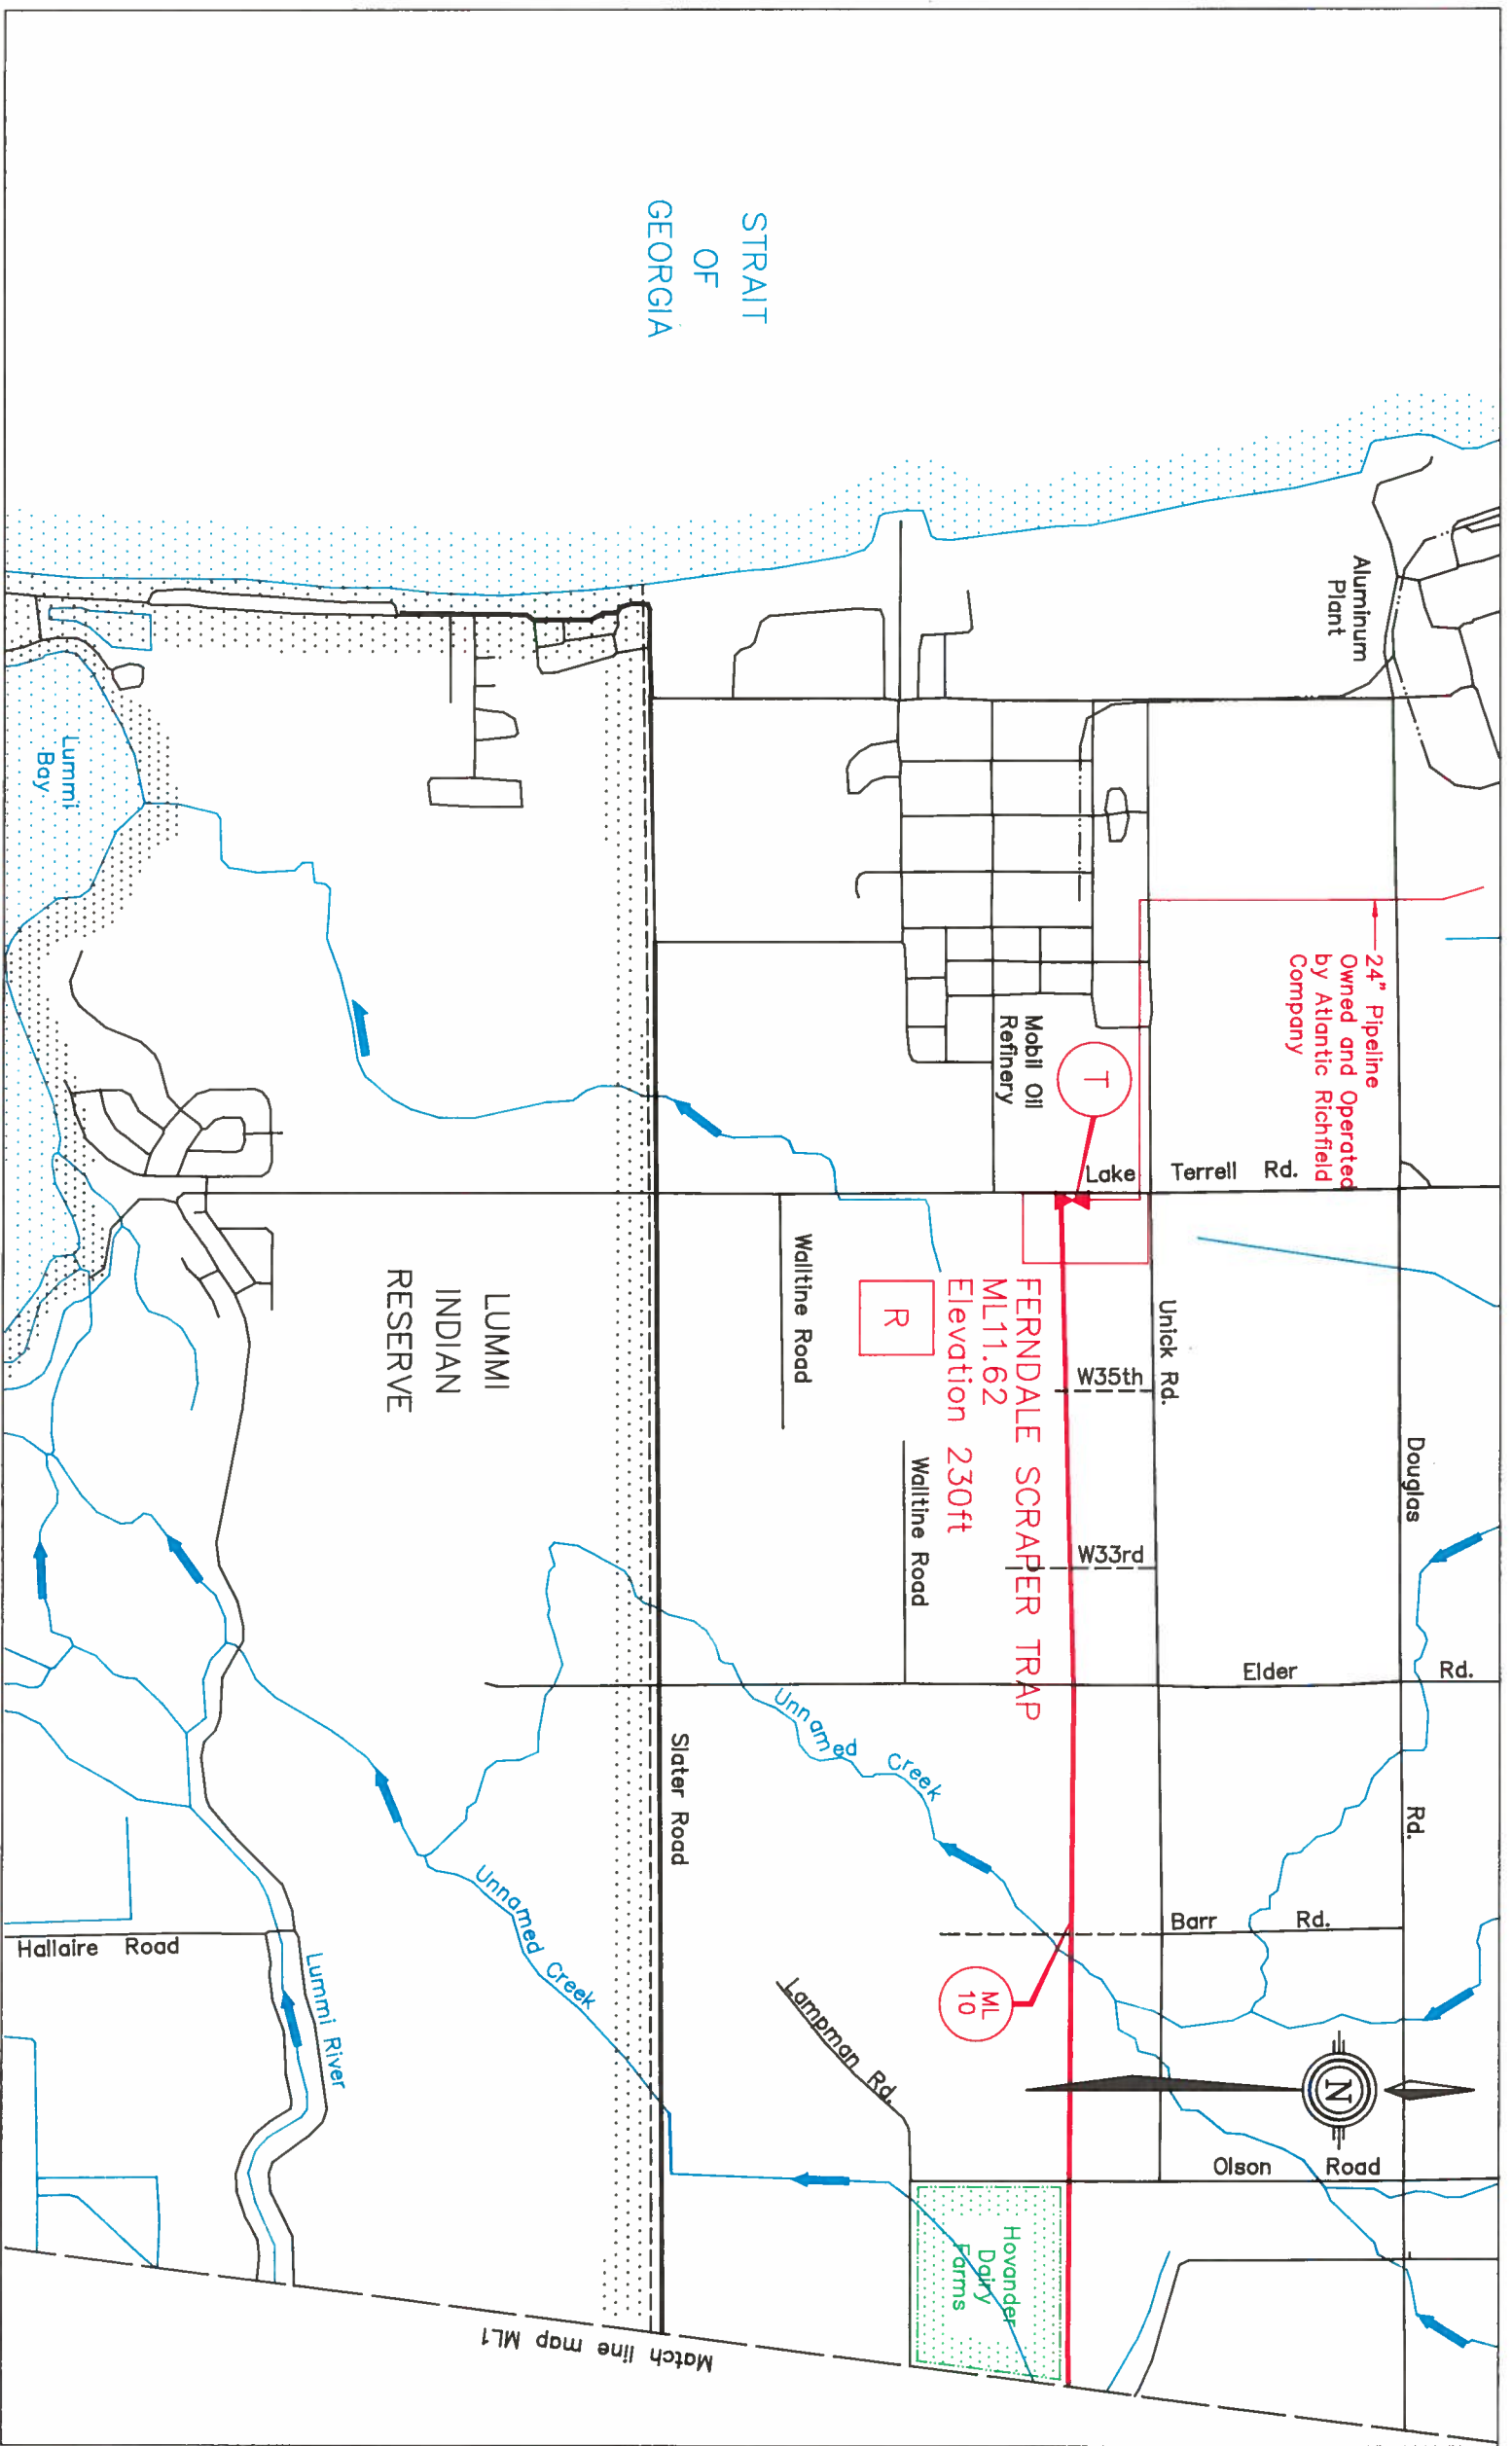 STRAIT
OF
GEORGIA
Aluminum
Plant
24" Pipeline
Owned and Operated
by Atlantic Richfield
Company
Mobil Oil
Refinery
T
Lake Terrell Rd.
Unick Rd.
Douglas Rd.
W35th
W33rd
FERNDALE SCRAPER TRAP
ML11.62
Elevation 230ft
R
Walltine Road
Walltine Road
Elder Rd.
Unnamed Creek
Slater Road
Barr Rd.
ML
10
N
Lampman Rd.
Olson Road
Hovander
Dairy
Farms
LUMMI
INDIAN
RESERVE
Lummi
Bay
Unnamed Creek
Lummi River
Hallaire Road
Match line map ML1